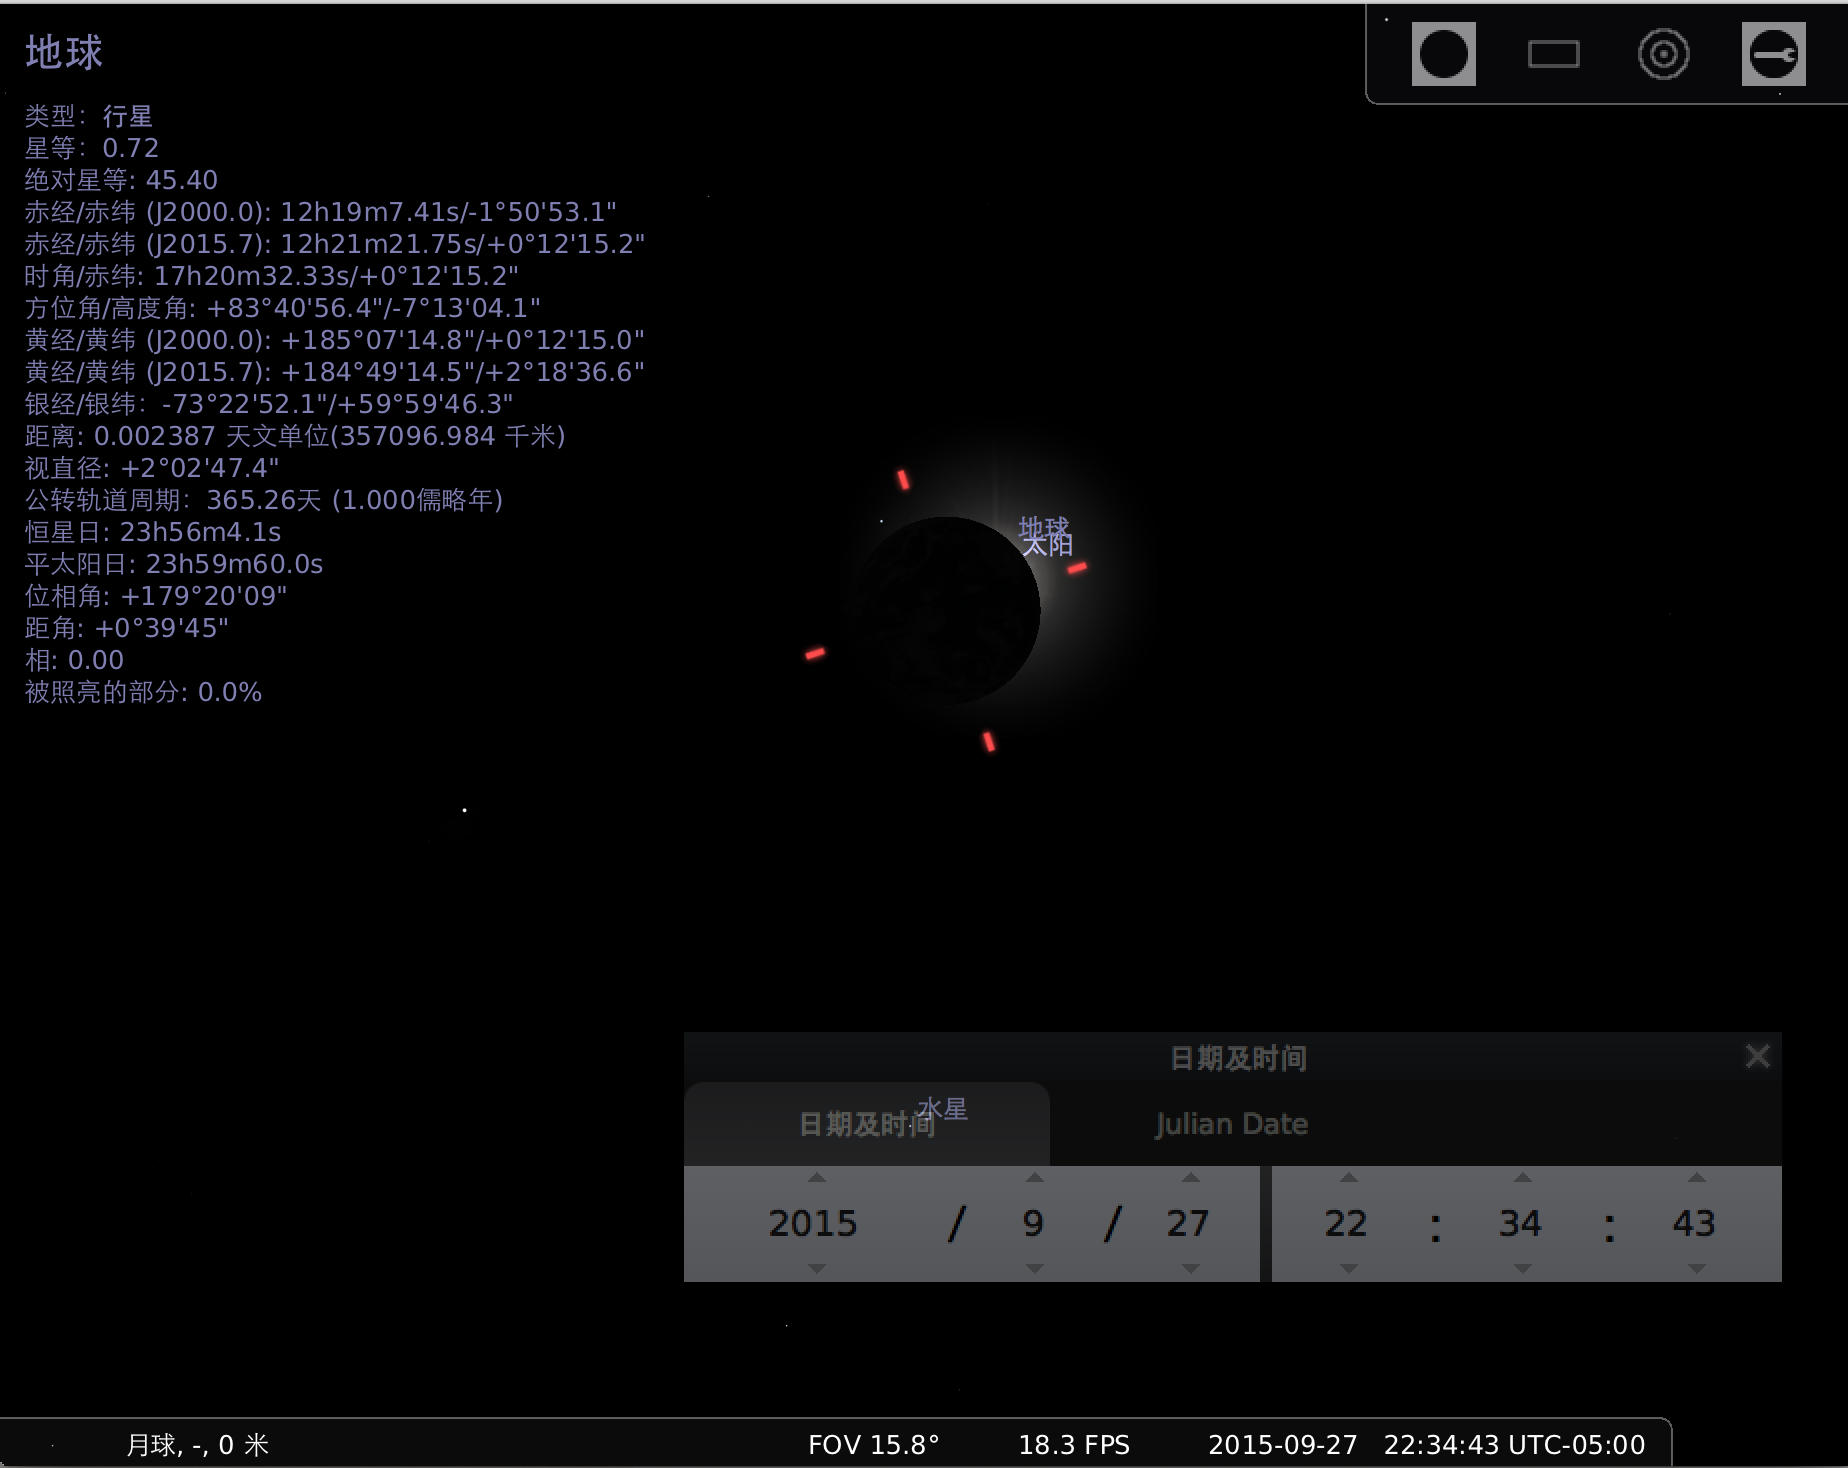 地球
类型： 行星
星等： 0.72
绝对星等: 45.40
赤经/赤纬 (J2000.0): 12h19m7.41s/-1°50'53.1"
赤经/赤纬 (J2015.7): 12h21m21.75s/+0°12'15.2"
时角/赤纬: 17h20m32.33s/+0°12'15.2"
方位角/高度角: +83°40'56.4"/-7°13'04.1"
黄经/黄纬 (J2000.0): +185°07'14.8"/+0°12'15.0"
黄经/黄纬 (J2015.7): +184°49'14.5"/+2°18'36.6"
银经/银纬： -73°22'52.1"/+59°59'46.3"
距离: 0.002387 天文单位(357096.984 千米)
视直径: +2°02'47.4"
公转轨道周期： 365.26天 (1.000儒略年)
恒星日: 23h56m4.1s
平太阳日: 23h59m60.0s
位相角: +179°20'09"
距角: +0°39'45"
相: 0.00
被照亮的部分: 0.0%
地球
太阳
日期及时间
水星
日期及时间 Julian Date
2015 / 9 / 27 22 : 34 : 43
月球, -, 0 米 FOV 15.8° 18.3 FPS 2015-09-27 22:34:43 UTC-05:00